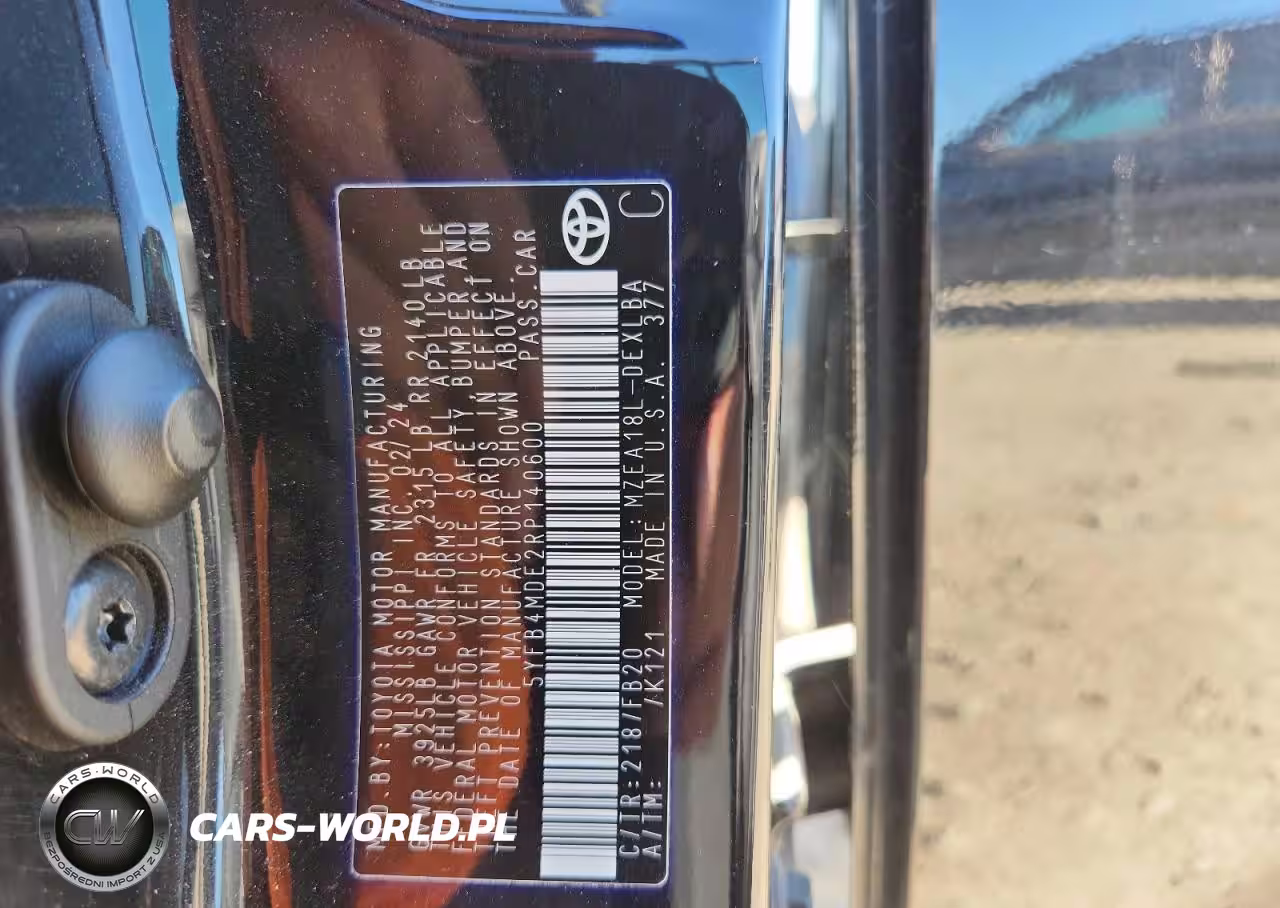 MFD. BY: TOYOTA MOTOR MANUFACTURING
MISSISSIPPI INC. 02/24
GVWR 3925LB GAWR FR 2315 LB RR 2140 LB
THIS VEHICLE CONFORMS TO ALL APPLICABLE
FEDERAL MOTOR VEHICLE SAFETY, BUMPER AND
THEFT PREVENTION STANDARDS IN EFFECT ON
THE DATE OF MANUFACTURE SHOWN ABOVE.
5YFB4MDE2RP140600 PASS. CAR
C/TR: 218/FB20 MODEL: MZEA18L-DEXLBA
A/TM: /K121 MADE IN U.S.A. 377 C
CARS-WORLD
CW
BEZPOŚREDNI IMPORT Z USA
CARS-WORLD.PL